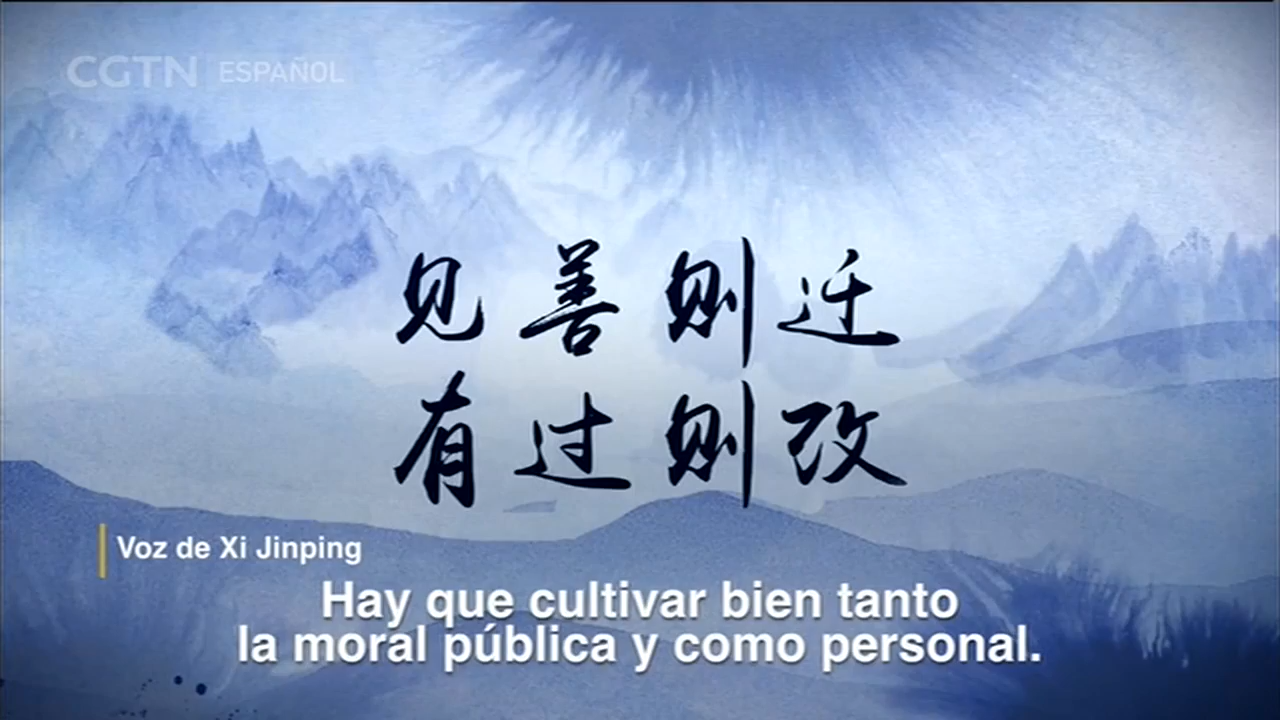 CGTN ESPAÑOL
见善则迁
有过则改
Voz de Xi Jinping
Hay que cultivar bien tanto
la moral pública y como personal.